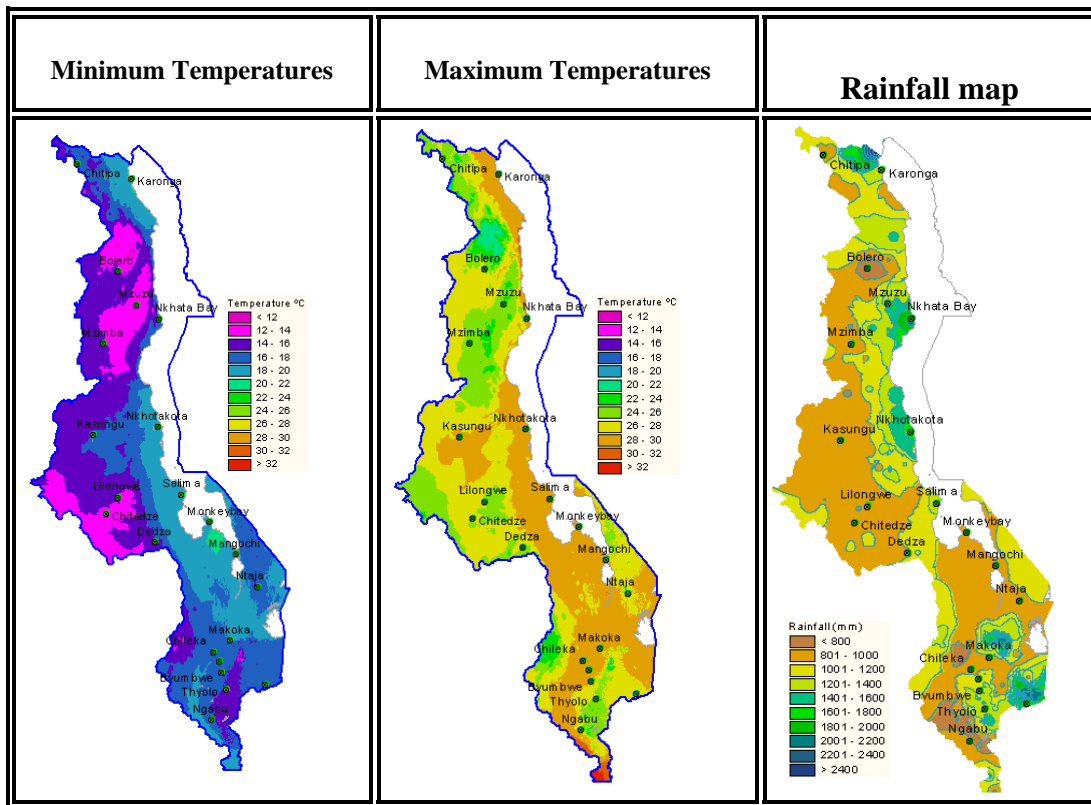 Minimum Temperatures
Maximum Temperatures
Rainfall map
Chitipa
Karonga
Bolero
Mzuzu
Nkhata Bay
Mzimba
Temperature ºC
< 12
12 - 14
14 - 16
16 - 18
18 - 20
20 - 22
22 - 24
24 - 26
26 - 28
28 - 30
30 - 32
> 32
Nkhotakota
Kasungu
Lilongwe
Salima
Chitedze
Monkeybay
Dedza
Mangochi
Ntaja
Makoka
Chileka
Bvumbwe
Thyolo
Ngabu
Chitipa
Karonga
Bolero
Mzuzu
Nkhata Bay
Mzimba
Temperature ºC
< 12
12 - 14
14 - 16
16 - 18
18 - 20
20 - 22
22 - 24
24 - 26
26 - 28
28 - 30
30 - 32
> 32
Nkhotakota
Kasungu
Lilongwe
Salima
Chitedze
Monkeybay
Dedza
Mangochi
Ntaja
Makoka
Chileka
Bvumbwe
Thyolo
Ngabu
Chitipa
Karonga
Bolero
Mzuzu
Nkhata Bay
Mzimba
Nkhotakota
Kasungu
Lilongwe
Salima
Chitedze
Monkeybay
Dedza
Mangochi
Ntaja
Makoka
Chileka
Bvumbwe
Thyolo
Ngabu
Rainfall (mm)
< 800
801 - 1000
1001 - 1200
1201 - 1400
1401 - 1600
1601 - 1800
1801 - 2000
2001 - 2200
2201 - 2400
> 2400